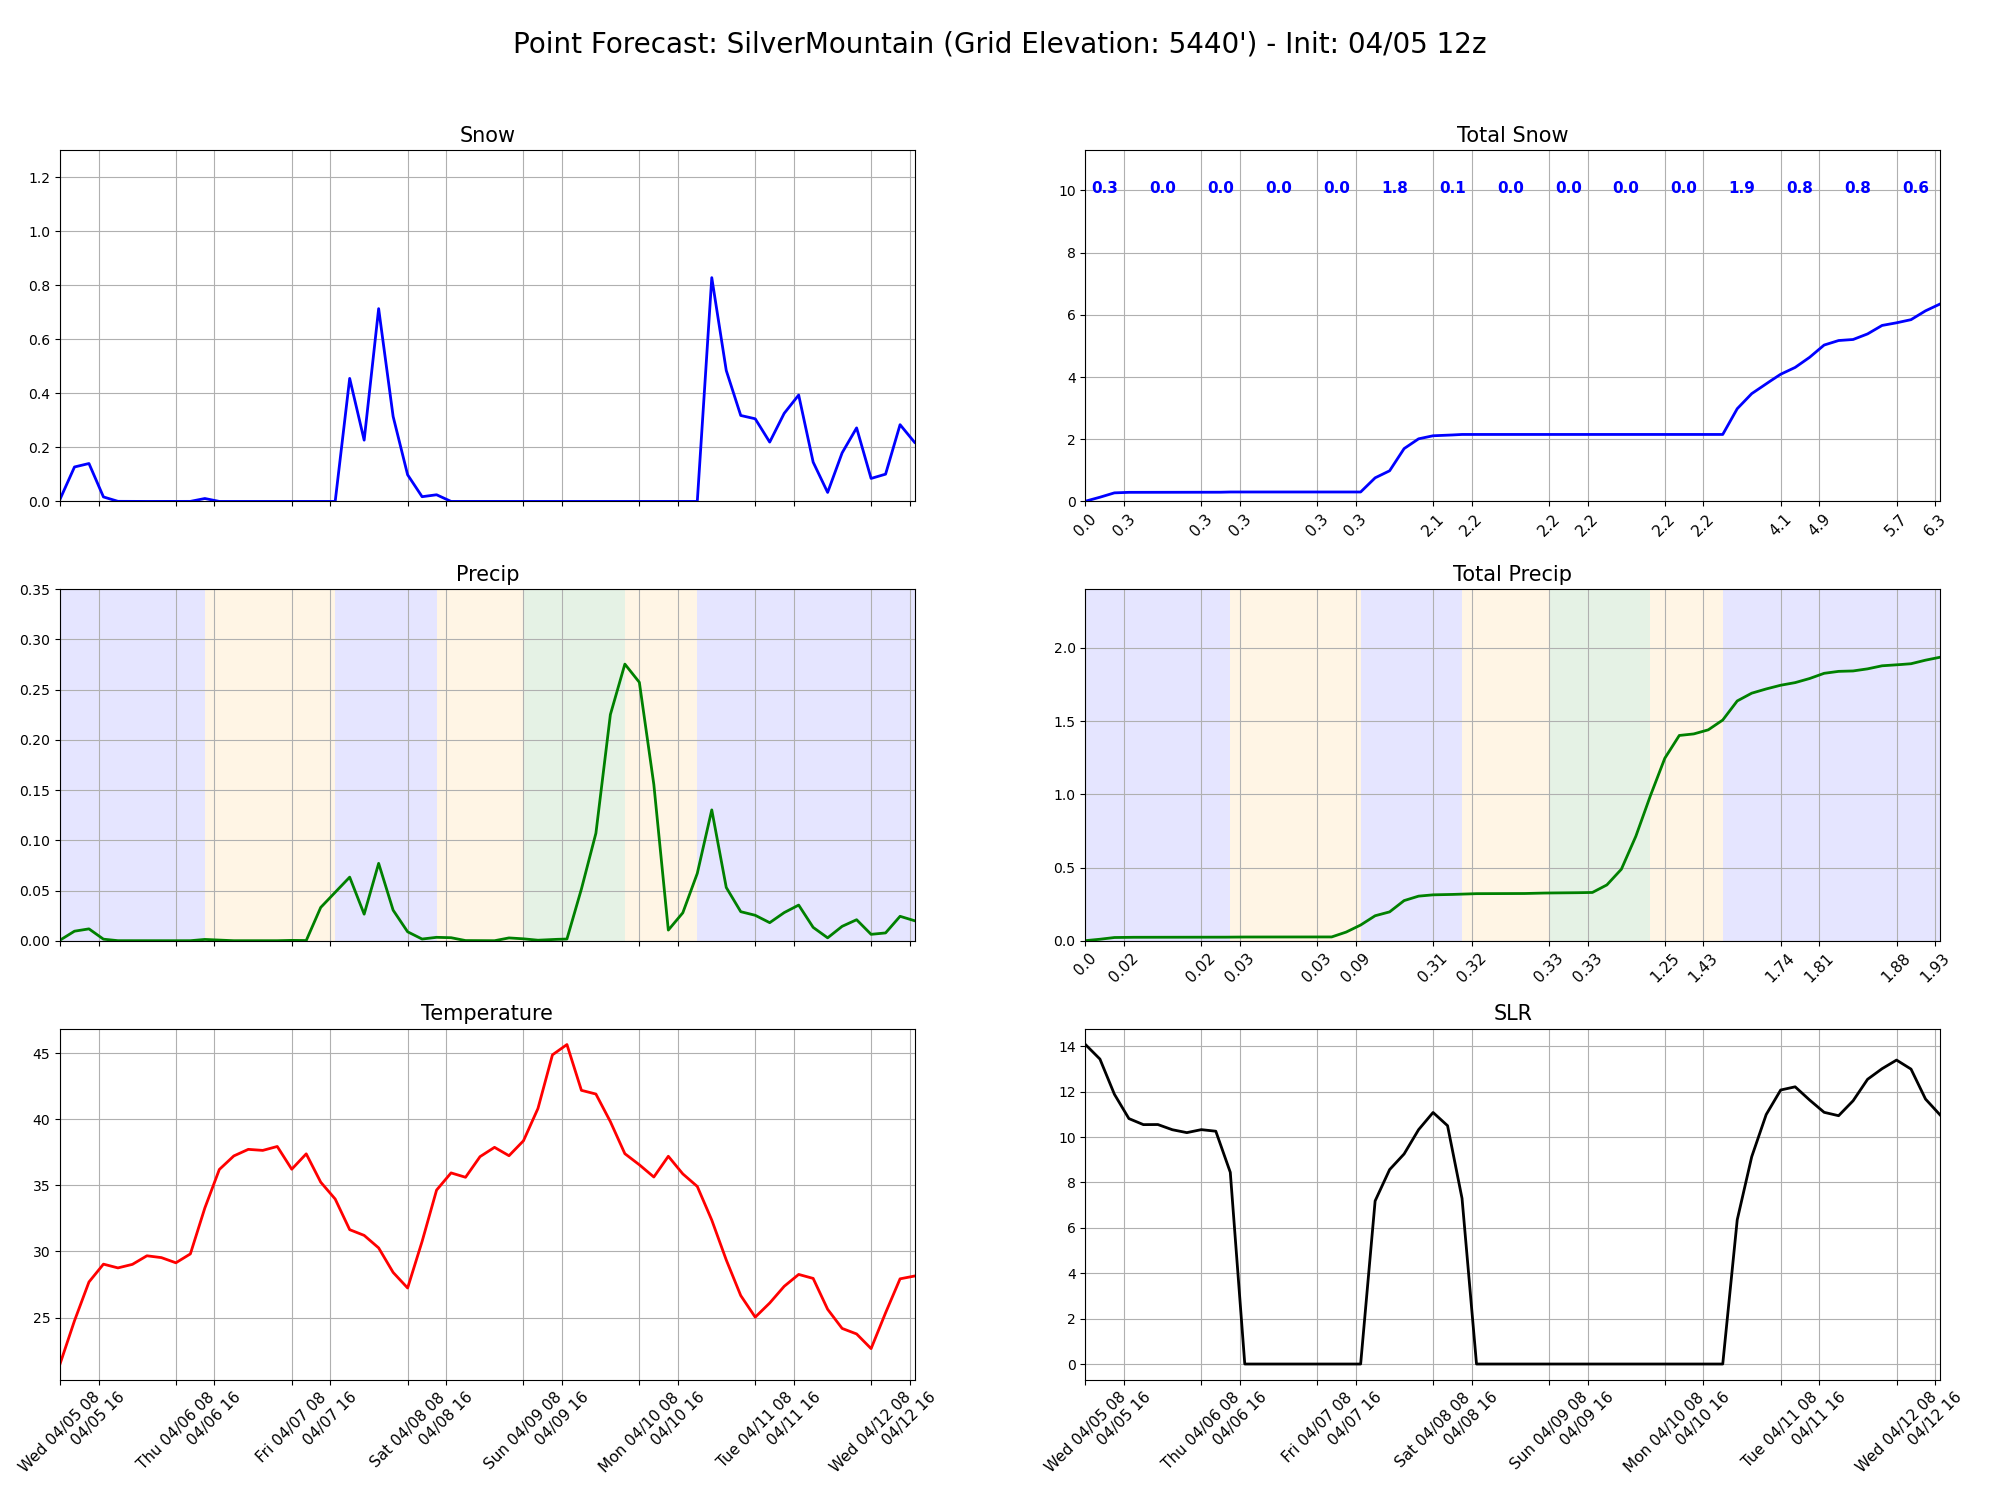 Point Forecast: SilverMountain (Grid Elevation: 5440') - Init: 04/05 12z
Snow
1.2
1.0
0.8
0.6
0.4
0.2
0.0
Total Snow
10
8
6
4
2
0
0.3 0.0 0.0 0.0 0.0 1.8 0.1 0.0 0.0 0.0 0.0 1.9 0.8 0.8 0.6
0.0 0.3 0.3 0.3 0.3 0.3 2.1 2.2 2.2 2.2 2.2 2.2 4.1 4.9 5.7 6.3
Precip
0.35
0.30
0.25
0.20
0.15
0.10
0.05
0.00
Total Precip
2.0
1.5
1.0
0.5
0.0
0.0 0.02 0.02 0.03 0.03 0.09 0.31 0.32 0.33 0.33 1.25 1.43 1.74 1.81 1.88 1.93
Temperature
45
40
35
30
25
Wed 04/05 08
04/05 16
Thu 04/06 08
04/06 16
Fri 04/07 08
04/07 16
Sat 04/08 08
04/08 16
Sun 04/09 08
04/09 16
Mon 04/10 08
04/10 16
Tue 04/11 08
04/11 16
Wed 04/12 08
04/12 16
SLR
14
12
10
8
6
4
2
0
Wed 04/05 08
04/05 16
Thu 04/06 08
04/06 16
Fri 04/07 08
04/07 16
Sat 04/08 08
04/08 16
Sun 04/09 08
04/09 16
Mon 04/10 08
04/10 16
Tue 04/11 08
04/11 16
Wed 04/12 08
04/12 16